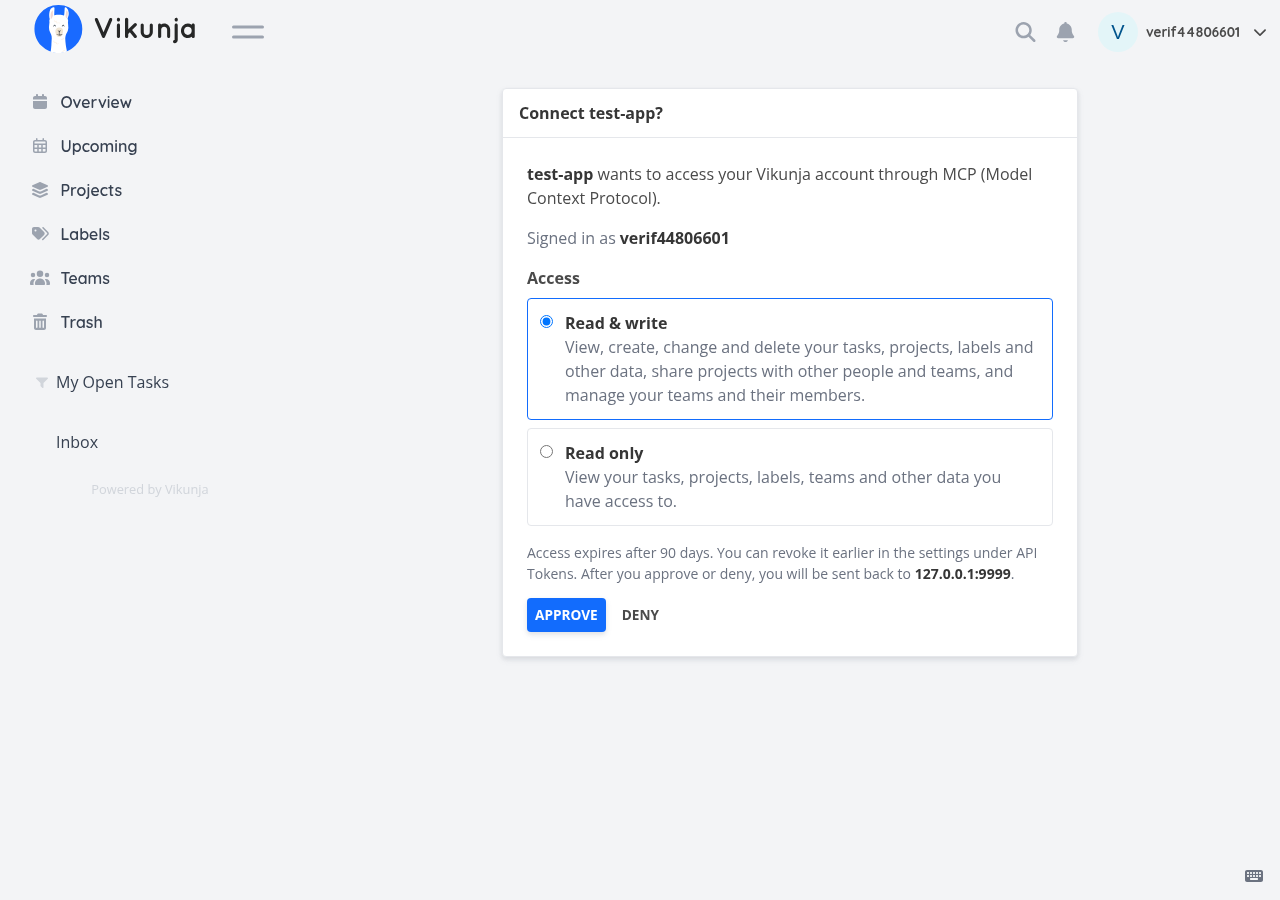 Vikunja
V
verif44806601
Overview
Upcoming
Projects
Labels
Teams
Trash
My Open Tasks
Inbox
Powered by Vikunja
Connect test-app?
test-app wants to access your Vikunja account through MCP (Model
Context Protocol).
Signed in as verif44806601
Access
Read & write
View, create, change and delete your tasks, projects, labels and
other data, share projects with other people and teams, and
manage your teams and their members.
Read only
View your tasks, projects, labels, teams and other data you
have access to.
Access expires after 90 days. You can revoke it earlier in the settings under API
Tokens. After you approve or deny, you will be sent back to 127.0.0.1:9999.
APPROVE
DENY